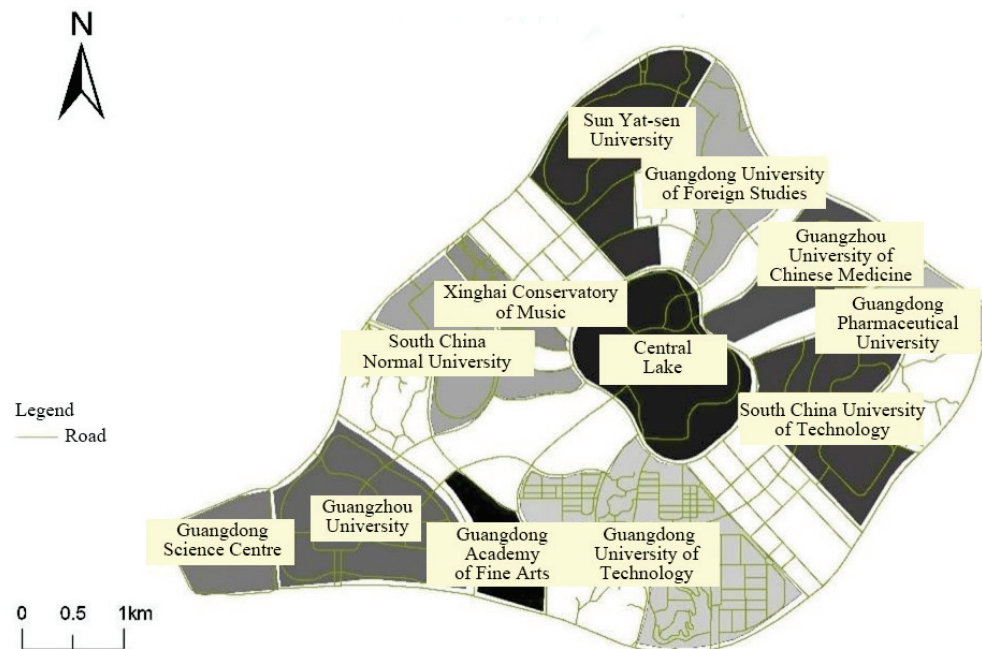 N
Sun Yat-sen
University
Guangdong University
of Foreign Studies
Guangzhou
University of
Chinese Medicine
Xinghai Conservatory
of Music
Guangdong
Pharmaceutical
University
South China
Normal University
Central
Lake
South China University
of Technology
Legend
Road
Guangzhou
University
Guangdong
Science Centre
Guangdong
Academy
of Fine Arts
Guangdong
University of
Technology
0 0.5 1km